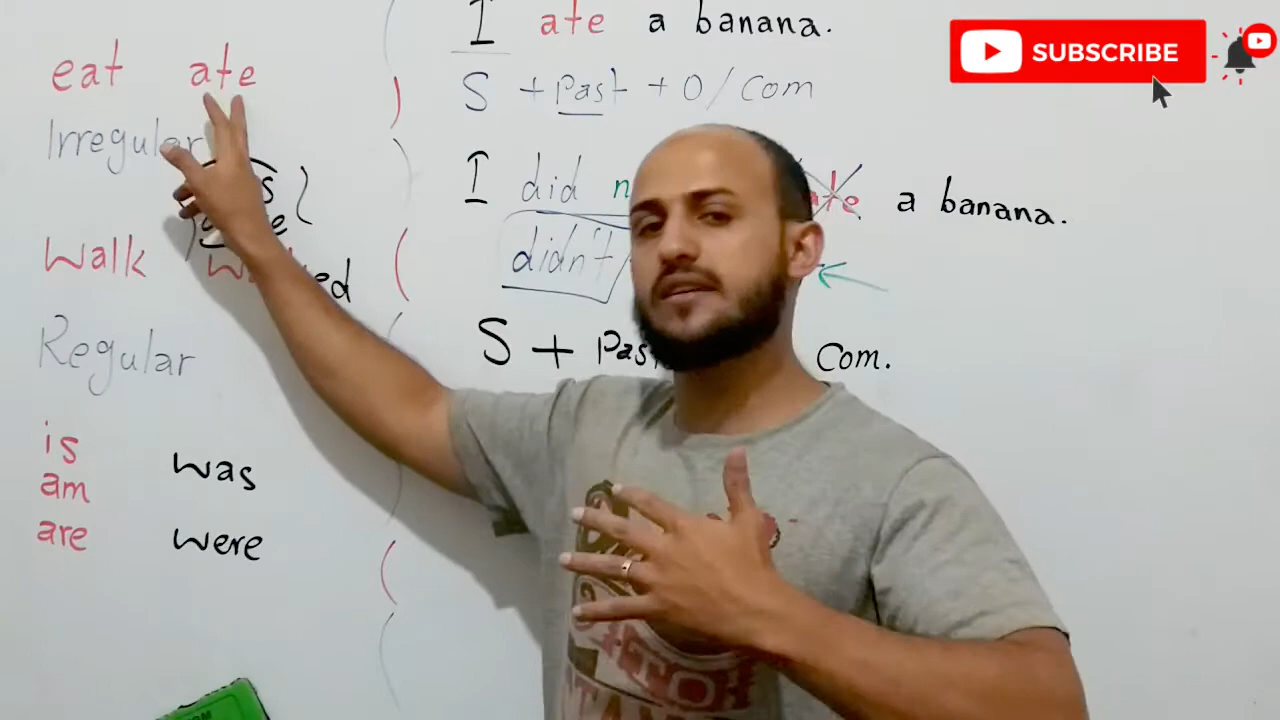 eat ate
Irregular
walk ed
Regular
is
am was
are were
I ate a banana.
S + past + O/com
I did a banana.
didn't
S + Com.
SUBSCRIBE